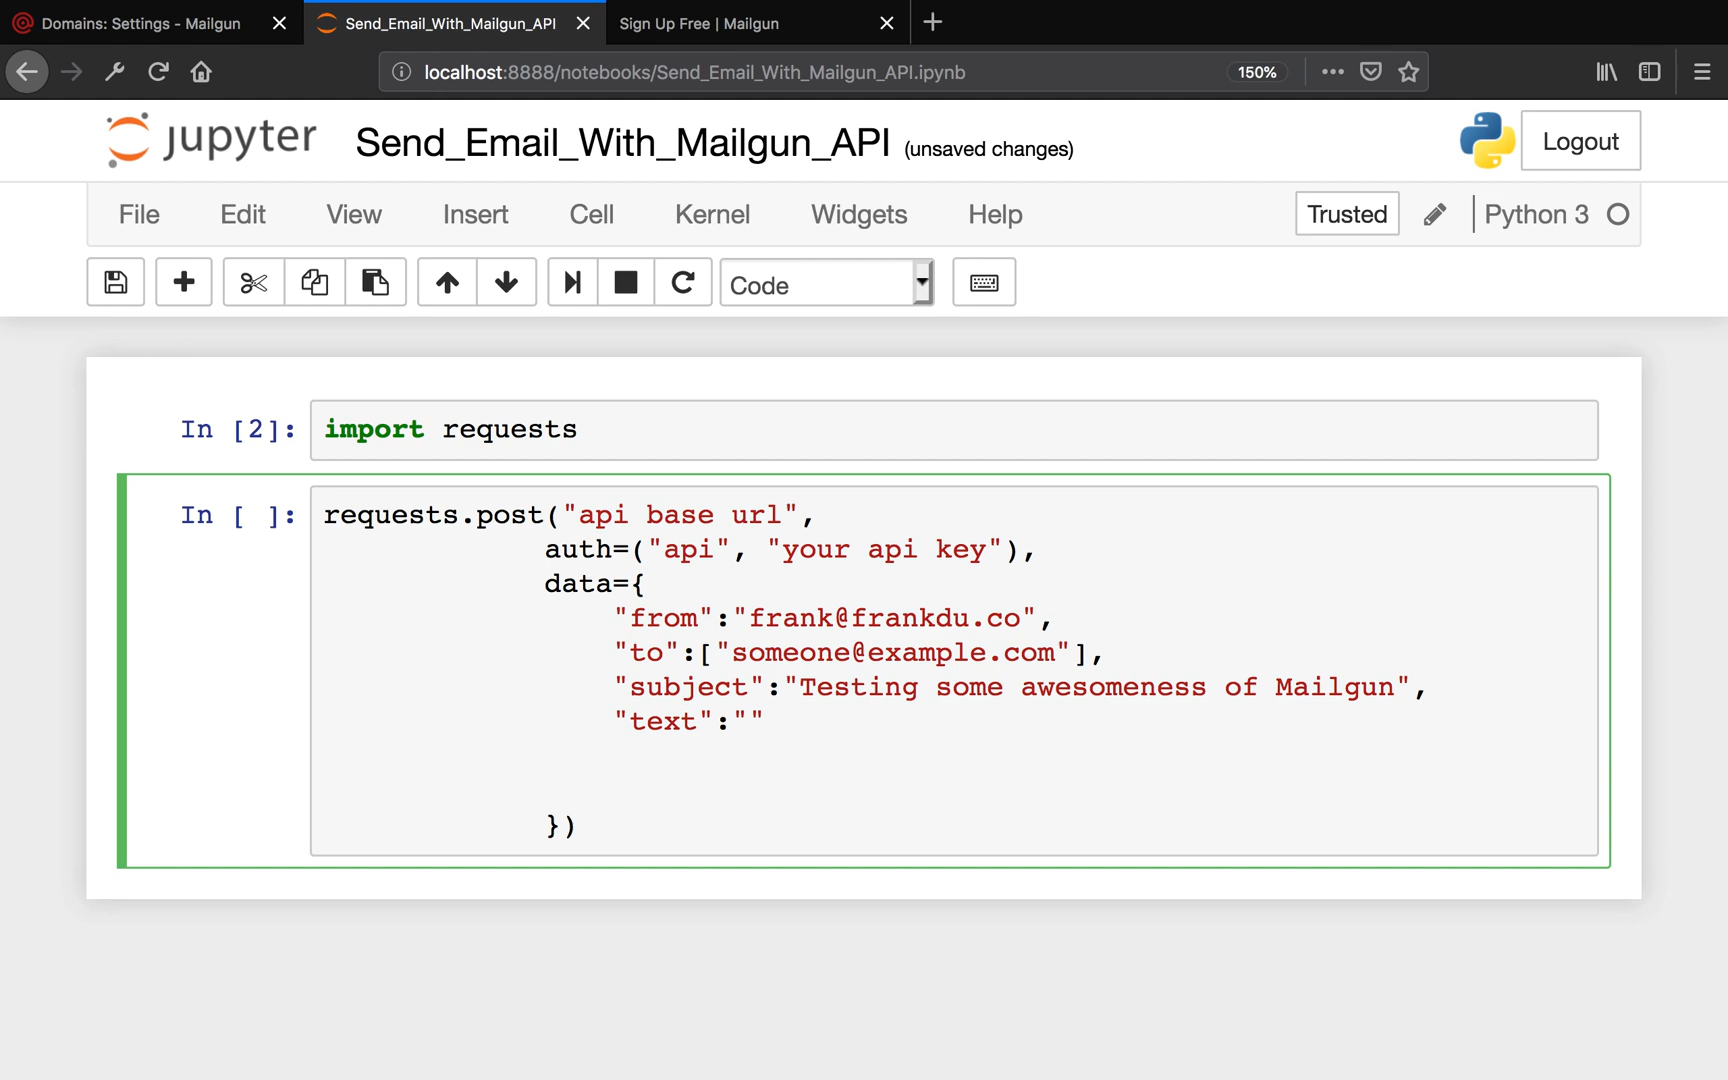 Domains: Settings - Mailgun
Send_Email_With_Mailgun_API
Sign Up Free | Mailgun
localhost:8888/notebooks/Send_Email_With_Mailgun_API.ipynb
150%
jupyter
Send_Email_With_Mailgun_API (unsaved changes)
Logout
File Edit View Insert Cell Kernel Widgets Help
Trusted
Python 3
Code
In [2]: import requests
In [ ]: requests.post("api base url",
auth=("api", "your api key"),
data={
"from":"frank@frankdu.co",
"to":["someone@example.com"],
"subject":"Testing some awesomeness of Mailgun",
"text":""
})